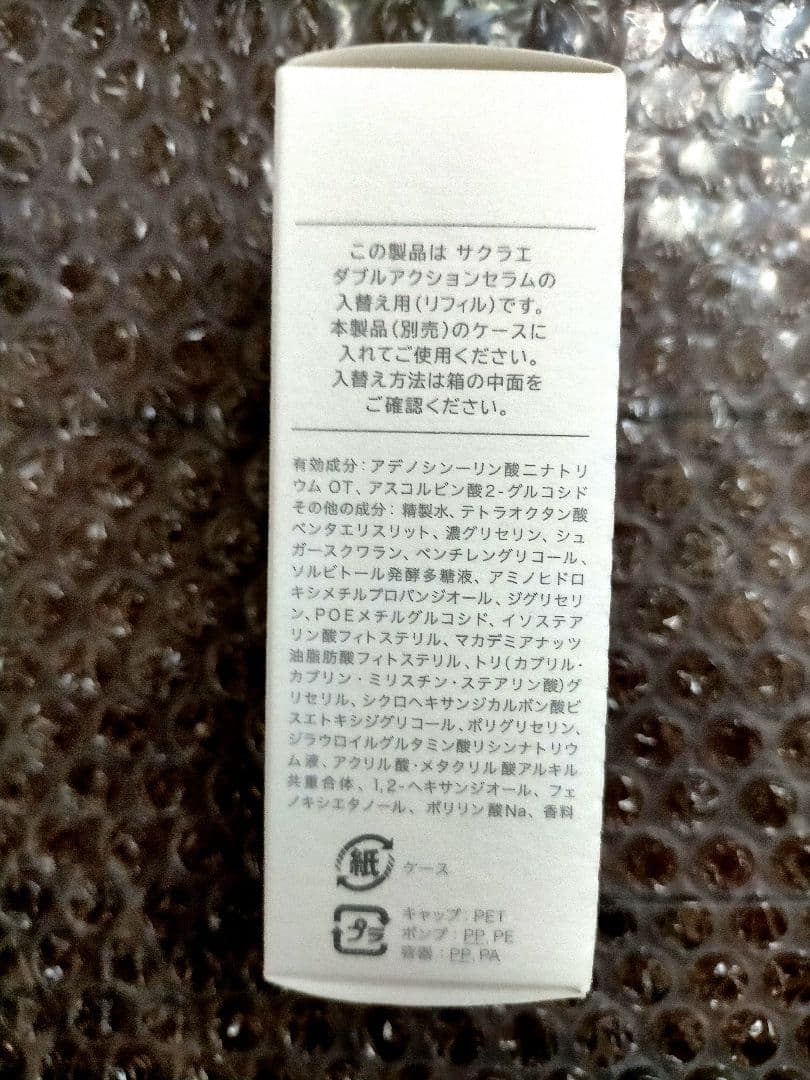 この製品は サクラエ
ダブルアクションセラムの
入替え用(リフィル)です。
本製品(別売)のケースに
入れてご使用ください。
入替え方法は箱の中面を
ご確認ください。
有効成分:アデノシン一リン酸二ナトリ
ウム OT、アスコルビン酸2-グルコシド
その他の成分:精製水、テトラオクタン酸
ペンタエリスリット、濃グリセリン、シュ
ガースクワラン、ペンチレングリコール、
ソルビトール発酵多糖液、アミノヒドロ
キシメチルプロパンジオール、ジグリセリ
ン、POEメチルグルコシド、イソステア
リン酸フィトステリル、マカデミアナッツ
油脂肪酸フィトステリル、トリ(カプリル・
カプリン・ミリスチン・ステアリン酸)グ
リセリル、シクロヘキサンジカルボン酸ビ
スエトキシジグリコール、ポリグリセリン、
ジラウロイルグルタミン酸リシンナトリウ
ム液、アクリル酸・メタクリル酸アルキル
共重合体、1,2-ヘキサンジオール、フェ
ノキシエタノール、ポリリン酸Na、香料
紙 ケース
プラ キャップ:PET
ポンプ:PP,PE
容器:PP,PA